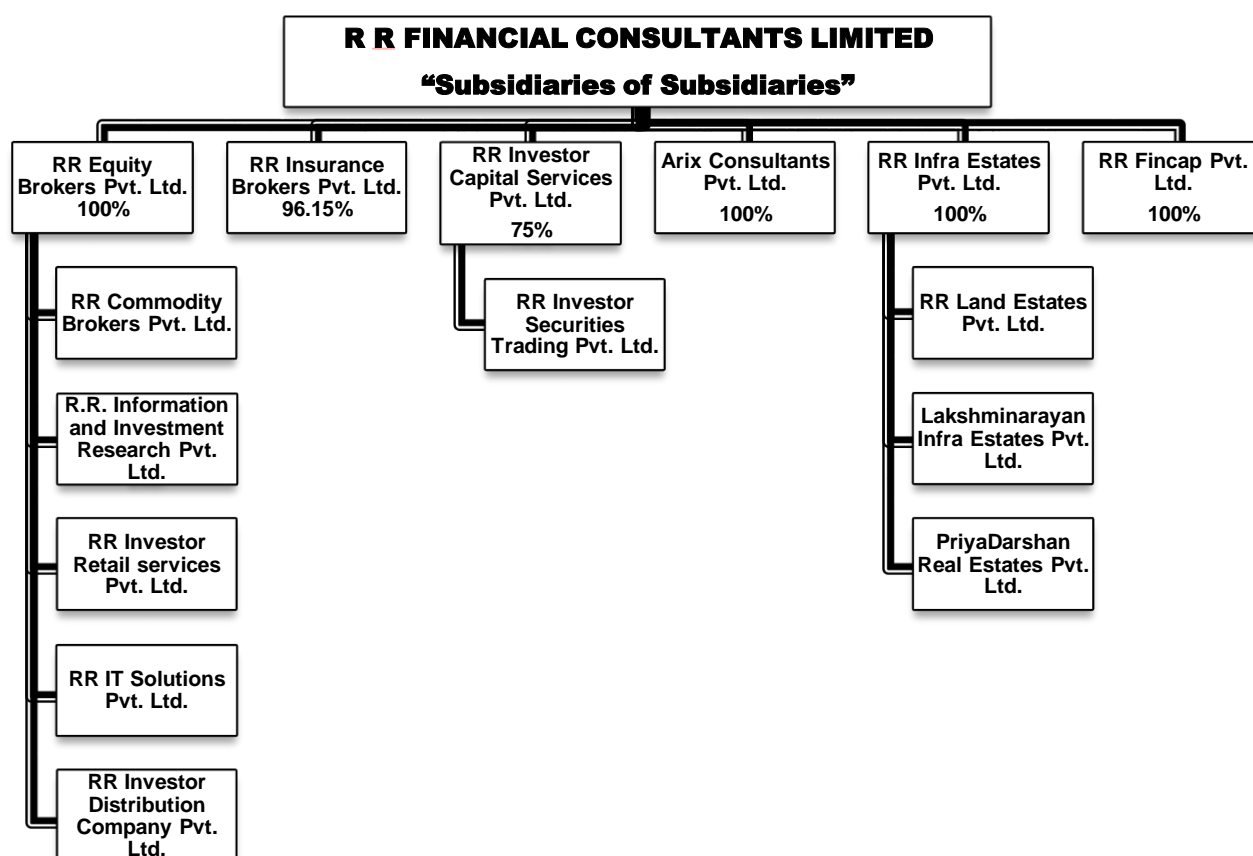 R R FINANCIAL CONSULTANTS LIMITED
“Subsidiaries of Subsidiaries”
RR Equity
Brokers Pvt. Ltd.
100%
RR Insurance
Brokers Pvt. Ltd.
96.15%
RR Investor
Capital Services
Pvt. Ltd.
75%
Arix Consultants
Pvt. Ltd.
100%
RR Infra Estates
Pvt. Ltd.
100%
RR Fincap Pvt.
Ltd.
100%
RR Commodity
Brokers Pvt. Ltd.
R.R. Information
and Investment
Research Pvt.
Ltd.
RR Investor
Retail services
Pvt. Ltd.
RR IT Solutions
Pvt. Ltd.
RR Investor
Distribution
Company Pvt.
Ltd.
RR Investor
Securities
Trading Pvt. Ltd.
RR Land Estates
Pvt. Ltd.
Lakshminarayan
Infra Estates Pvt.
Ltd.
PriyaDarshan
Real Estates Pvt.
Ltd.